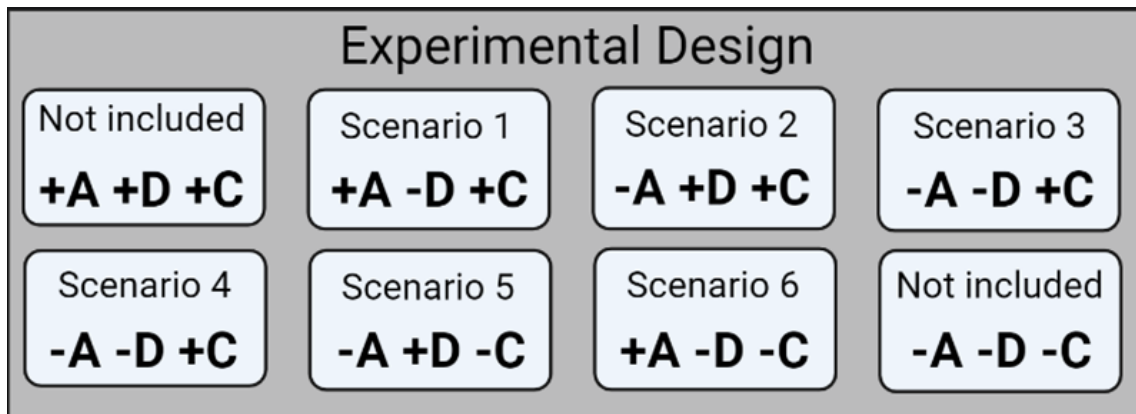 Experimental Design
Not included
+A +D +C
Scenario 1
+A -D +C
Scenario 2
-A +D +C
Scenario 3
-A -D +C
Scenario 4
-A -D +C
Scenario 5
-A +D -C
Scenario 6
+A -D -C
Not included
-A -D -C